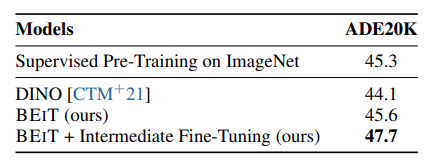 Models ADE20K
Supervised Pre-Training on ImageNet 45.3
DINO [CTM+21] 44.1
BEIT (ours) 45.6
BEIT + Intermediate Fine-Tuning (ours) 47.7